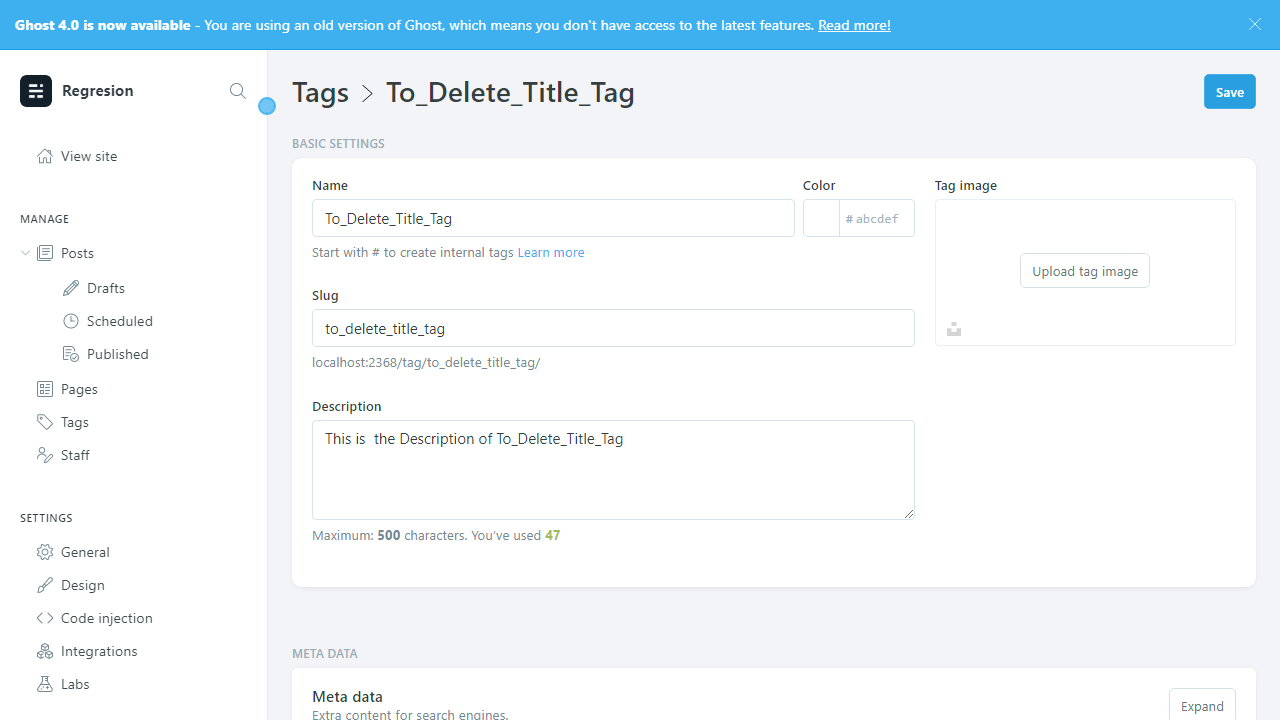 Ghost 4.0 is now available - You are using an old version of Ghost, which means you don't have access to the latest features. Read more!
Regresion
View site
MANAGE
Posts
Drafts
Scheduled
Published
Pages
Tags
Staff
SETTINGS
General
Design
Code injection
Integrations
Labs
Tags > To_Delete_Title_Tag
Save
BASIC SETTINGS
Name
To_Delete_Title_Tag
Start with # to create internal tags Learn more
Color
# abcdef
Slug
to_delete_title_tag
localhost:2368/tag/to_delete_title_tag/
Description
This is  the Description of To_Delete_Title_Tag
Maximum: 500 characters. You've used 47
Tag image
Upload tag image
META DATA
Meta data
Extra content for search engines.
Expand